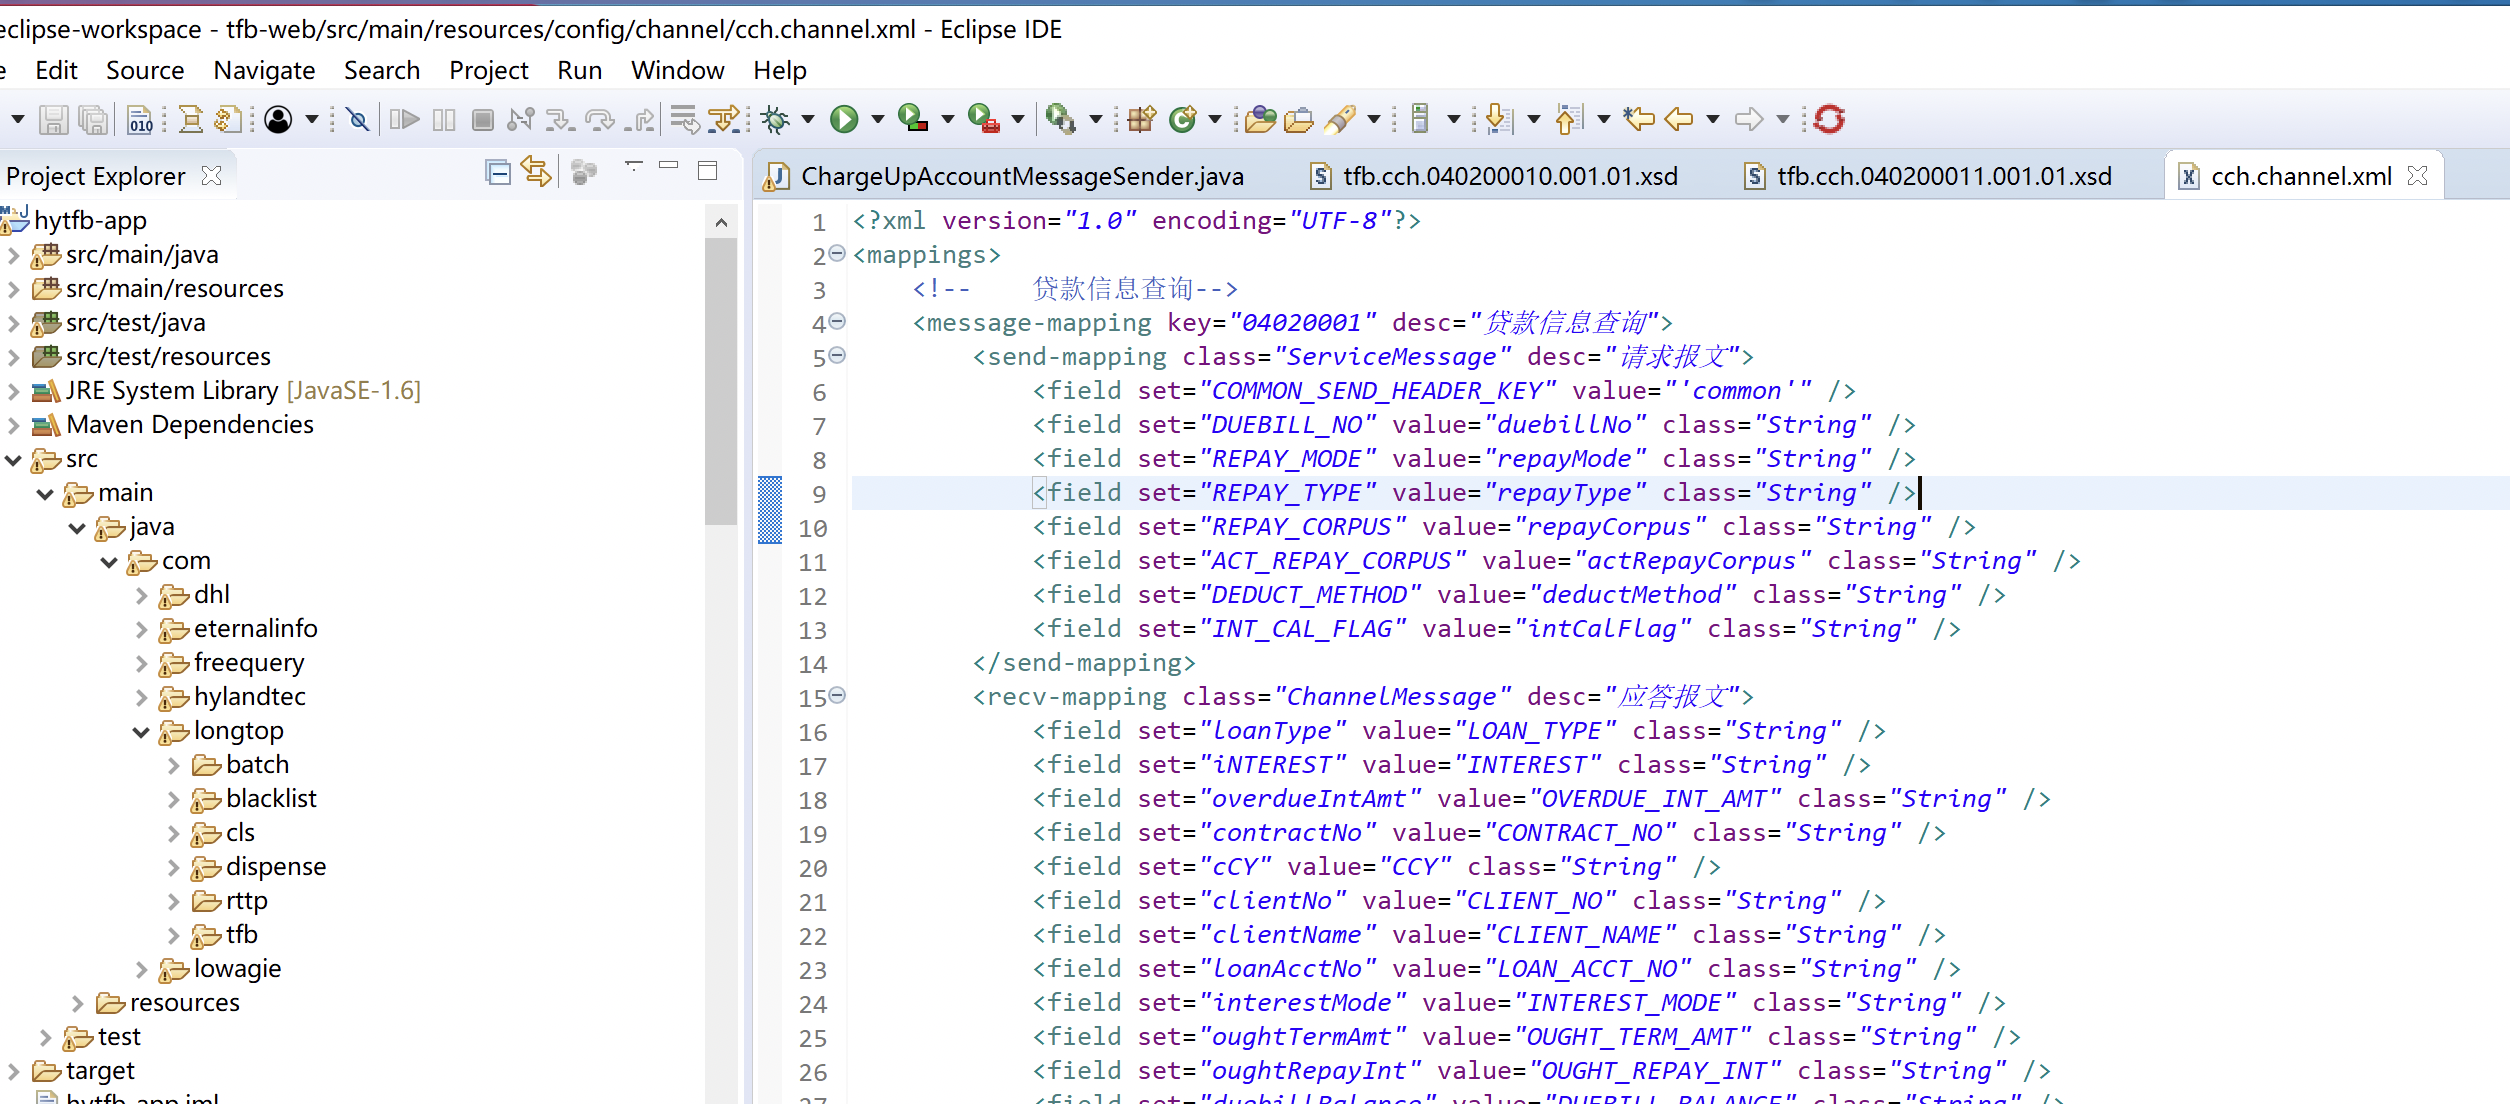 eclipse-workspace - tfb-web/src/main/resources/config/channel/cch.channel.xml - Eclipse IDE
Edit Source Navigate Search Project Run Window Help
Project Explorer
hytfb-app
src/main/java
src/main/resources
src/test/java
src/test/resources
JRE System Library [JavaSE-1.6]
Maven Dependencies
src
main
java
com
dhl
eternalinfo
freequery
hylandtec
longtop
batch
blacklist
cls
dispense
rttp
tfb
lowagie
resources
test
target
hytfb-app.iml
ChargeUpAccountMessageSender.java
tfb.cch.040200010.001.01.xsd
tfb.cch.040200011.001.01.xsd
cch.channel.xml
1 <?xml version="1.0" encoding="UTF-8"?>
2 <mappings>
3 <!-- 贷款信息查询-->
4 <message-mapping key="04020001" desc="贷款信息查询">
5 <send-mapping class="ServiceMessage" desc="请求报文">
6 <field set="COMMON_SEND_HEADER_KEY" value="'common'" />
7 <field set="DUEBILL_NO" value="duebillNo" class="String" />
8 <field set="REPAY_MODE" value="repayMode" class="String" />
9 <field set="REPAY_TYPE" value="repayType" class="String" />
10 <field set="REPAY_CORPUS" value="repayCorpus" class="String" />
11 <field set="ACT_REPAY_CORPUS" value="actRepayCorpus" class="String" />
12 <field set="DEDUCT_METHOD" value="deductMethod" class="String" />
13 <field set="INT_CAL_FLAG" value="intCalFlag" class="String" />
14 </send-mapping>
15 <recv-mapping class="ChannelMessage" desc="应答报文">
16 <field set="loanType" value="LOAN_TYPE" class="String" />
17 <field set="iNTEREST" value="INTEREST" class="String" />
18 <field set="overdueIntAmt" value="OVERDUE_INT_AMT" class="String" />
19 <field set="contractNo" value="CONTRACT_NO" class="String" />
20 <field set="cCY" value="CCY" class="String" />
21 <field set="clientNo" value="CLIENT_NO" class="String" />
22 <field set="clientName" value="CLIENT_NAME" class="String" />
23 <field set="loanAcctNo" value="LOAN_ACCT_NO" class="String" />
24 <field set="interestMode" value="INTEREST_MODE" class="String" />
25 <field set="oughtTermAmt" value="OUGHT_TERM_AMT" class="String" />
26 <field set="oughtRepayInt" value="OUGHT_REPAY_INT" class="String" />
27 <field set="duebillBalance" value="DUEBILL_BALANCE" class="String" />